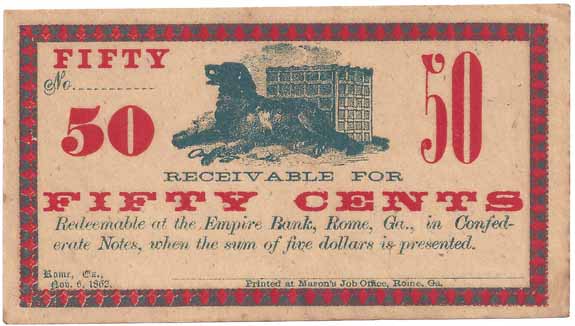 FIFTY
No.
50
50
RECEIVABLE FOR
FIFTY CENTS
Redeemable at the Empire Bank, Rome, Ga., in Confed-
erate Notes, when the sum of five dollars is presented.
Rome, Ga.,
Nov. 6, 1862.
Printed at Mason's Job Office, Rome, Ga.